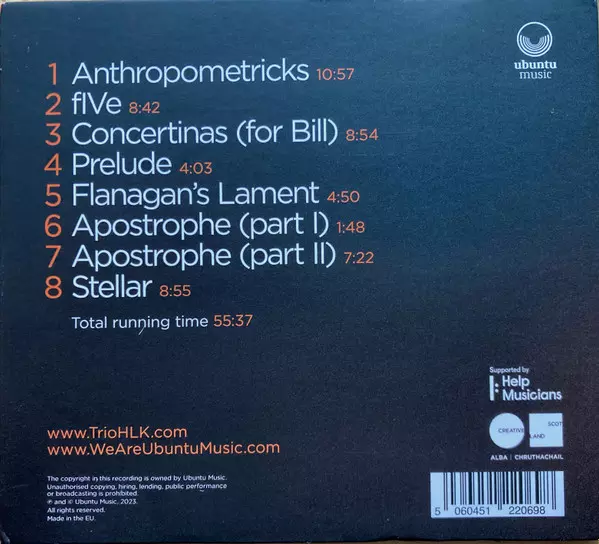 ubuntu
music
1 Anthropometricks 10:57
2 fIVe 8:42
3 Concertinas (for Bill) 8:54
4 Prelude 4:03
5 Flanagan's Lament 4:50
6 Apostrophe (part I) 1:48
7 Apostrophe (part II) 7:22
8 Stellar 8:55
Total running time 55:37
Supported by
Help
Musicians
CREATIVE SCOTLAND
ALBA | CHRUTHACHAIL
www.TrioHLK.com
www.WeAreUbuntuMusic.com
The copyright in this recording is owned by Ubuntu Music.
Unauthorised copying, hiring, lending, public performance
or broadcasting is prohibited.
℗ and © Ubuntu Music, 2023.
All rights reserved.
Made in the EU.
5 060451 220698